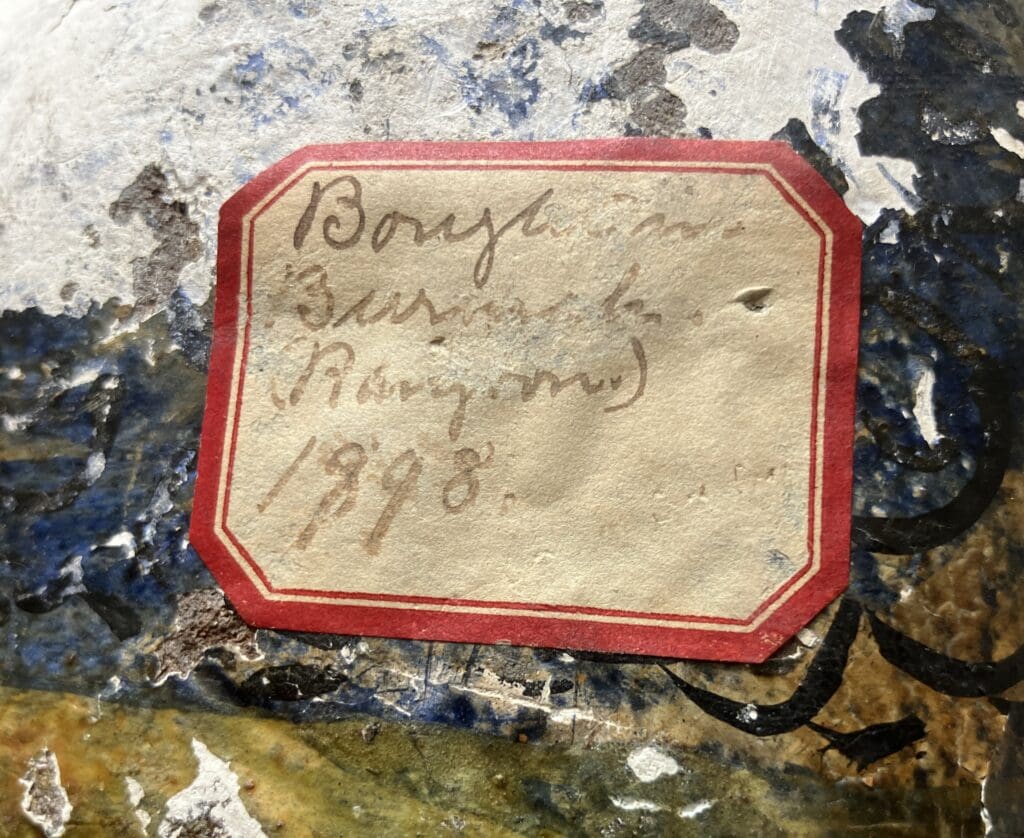 Bought in
Burmah.
(Rangoon.)
1898.